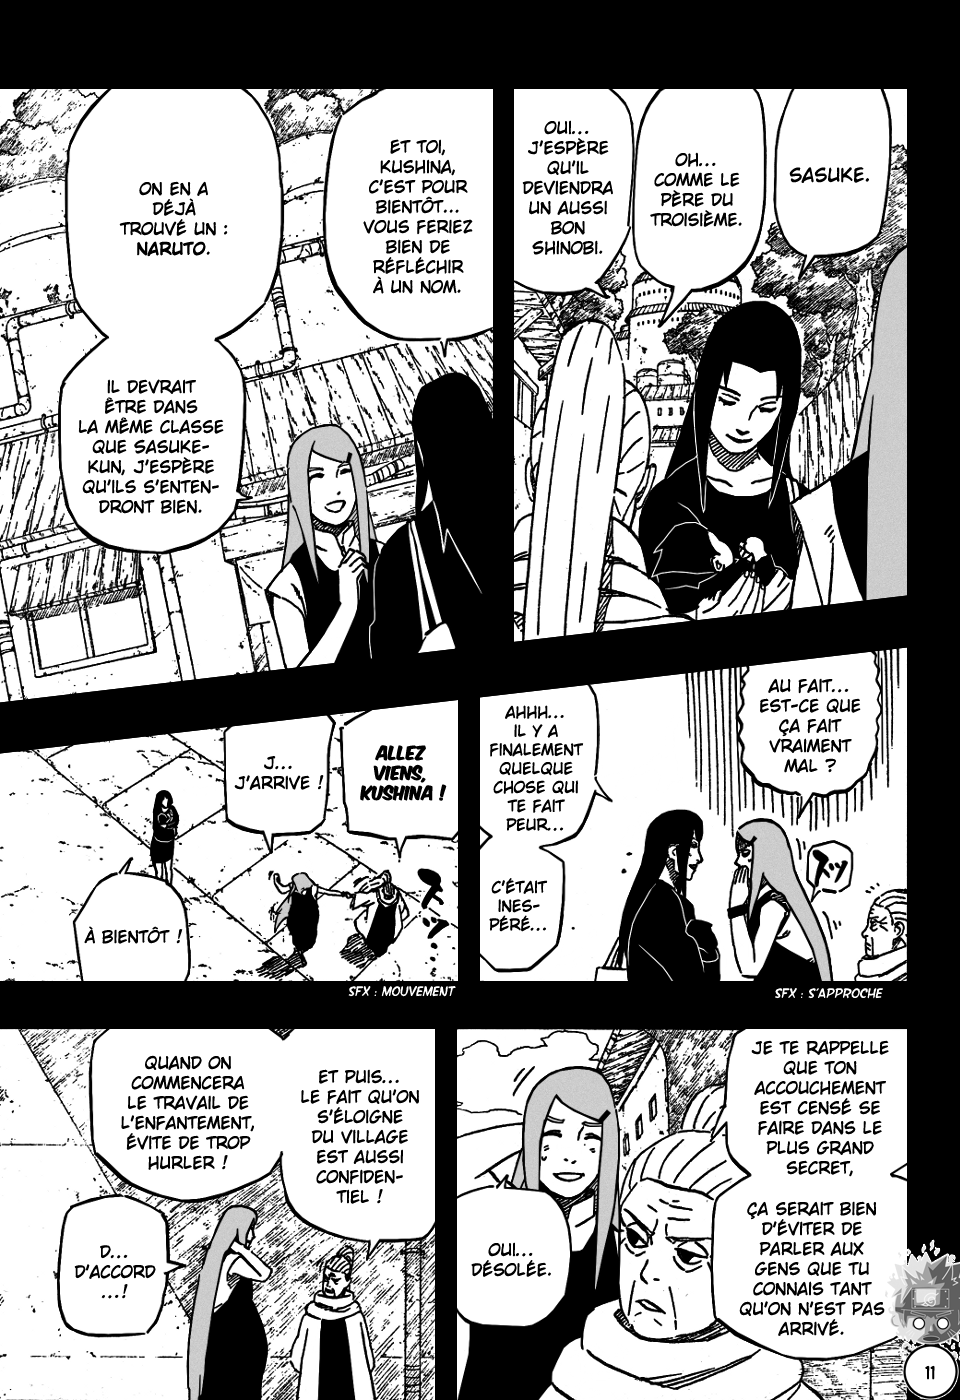 SASUKE.
OH...
COMME LE
PÈRE DU
TROISIÈME.
OUI...
J'ESPÈRE
QU'IL
DEVIENDRA
UN AUSSI
BON
SHINOBI.
ET TOI,
KUSHINA,
C'EST POUR
BIENTÔT...
VOUS FERIEZ
BIEN DE
RÉFLÉCHIR
À UN NOM.
ON EN A
DÉJÀ
TROUVÉ UN :
NARUTO.
IL DEVRAIT
ÊTRE DANS
LA MÊME CLASSE
QUE SASUKE-
KUN, J'ESPÈRE
QU'ILS S'ENTEN-
DRONT BIEN.
AU FAIT...
EST-CE QUE
ÇA FAIT
VRAIMENT
MAL ?
ズッ
SFX : S'APPROCHE
AHHH...
IL Y A
FINALEMENT
QUELQUE
CHOSE QUI
TE FAIT
PEUR...
C'ÉTAIT
INES-
PÉRÉ...
ALLEZ
VIENS,
KUSHINA !
J...
J'ARRIVE !
À BIENTÔT !
SFX : MOUVEMENT
JE TE RAPPELLE
QUE TON
ACCOUCHEMENT
EST CENSÉ SE
FAIRE DANS LE
PLUS GRAND
SECRET,
ÇA SERAIT BIEN
D'ÉVITER DE
PARLER AUX
GENS QUE TU
CONNAIS TANT
QU'ON N'EST PAS
ARRIVÉ.
OUI...
DÉSOLÉE.
ET PUIS...
LE FAIT QU'ON
S'ÉLOIGNE
DU VILLAGE
EST AUSSI
CONFIDEN-
TIEL !
QUAND ON
COMMENCERA
LE TRAVAIL DE
L'ENFANTEMENT,
ÉVITE DE TROP
HURLER !
D...
D'ACCORD
...!
11